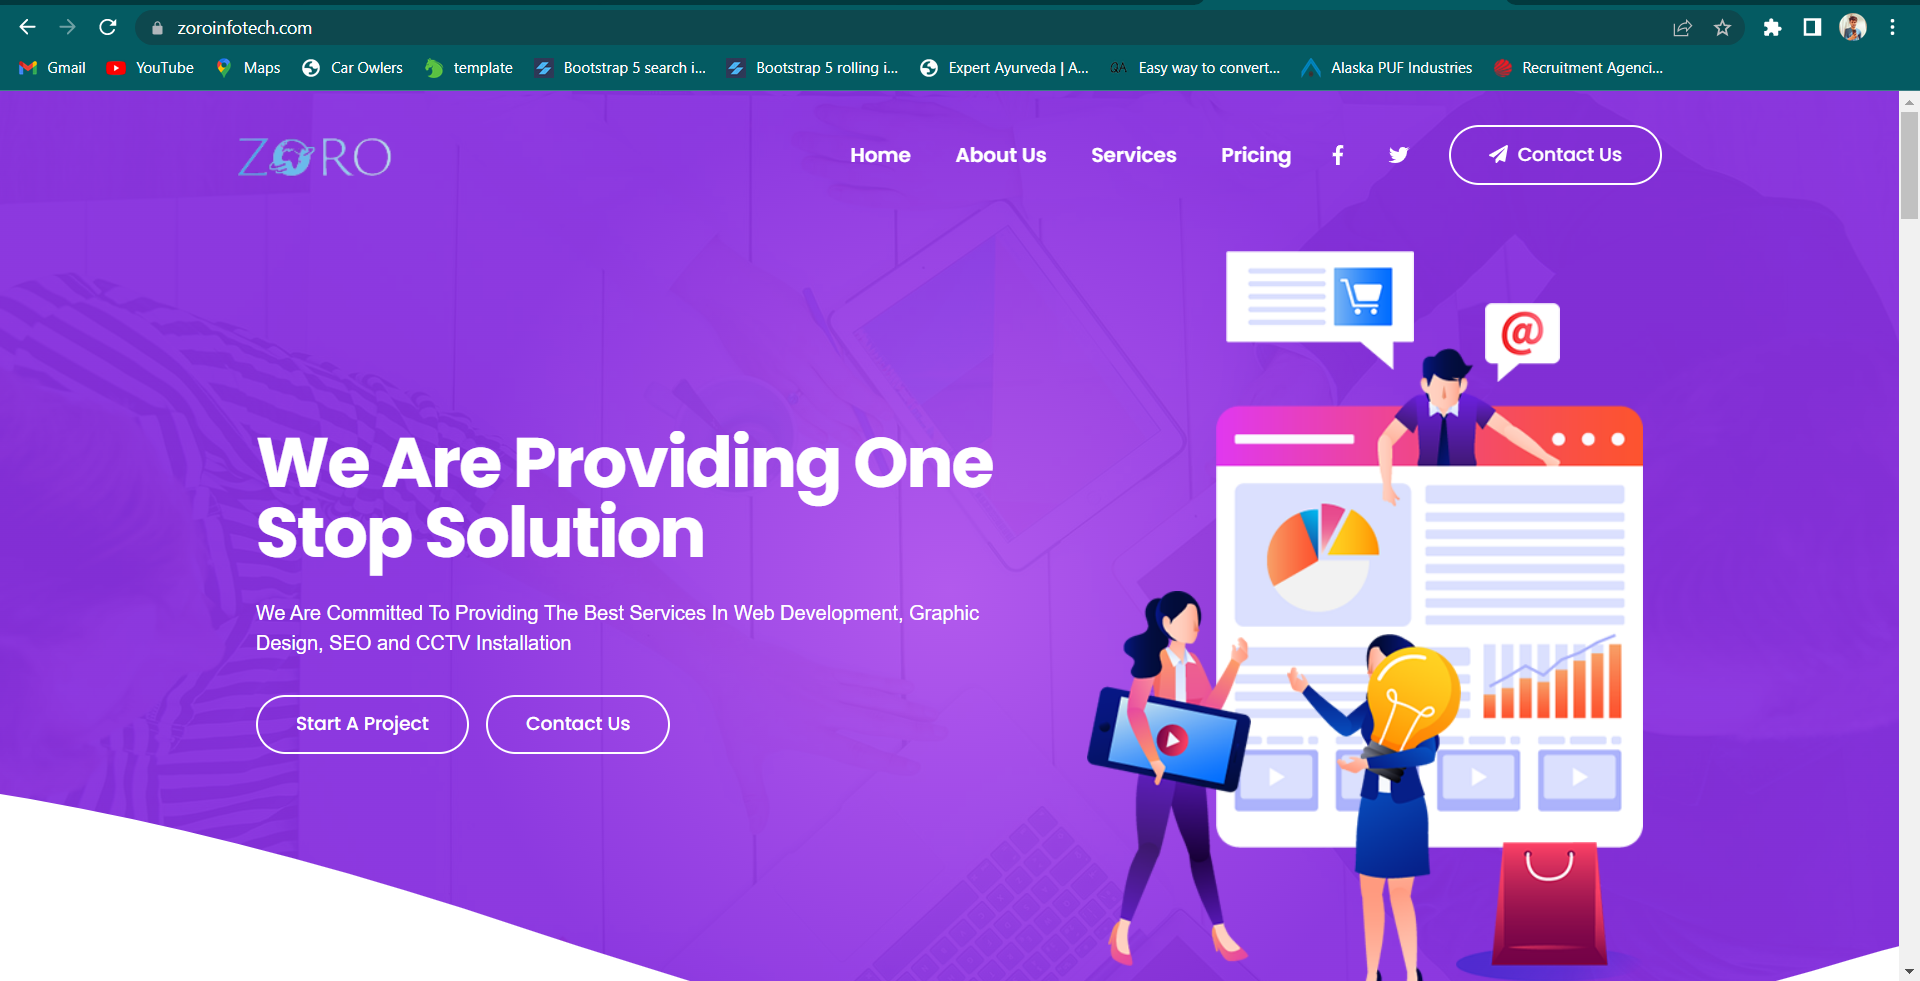 zoroinfotech.com
Gmail YouTube Maps Car Owlers template Bootstrap 5 search i... Bootstrap 5 rolling i... Expert Ayurveda | A... QA Easy way to convert... Alaska PUF Industries Recruitment Agenci...
ZORO
Home About Us Services Pricing Contact Us
@
We Are Providing One
Stop Solution
We Are Committed To Providing The Best Services In Web Development, Graphic
Design, SEO and CCTV Installation
Start A Project Contact Us